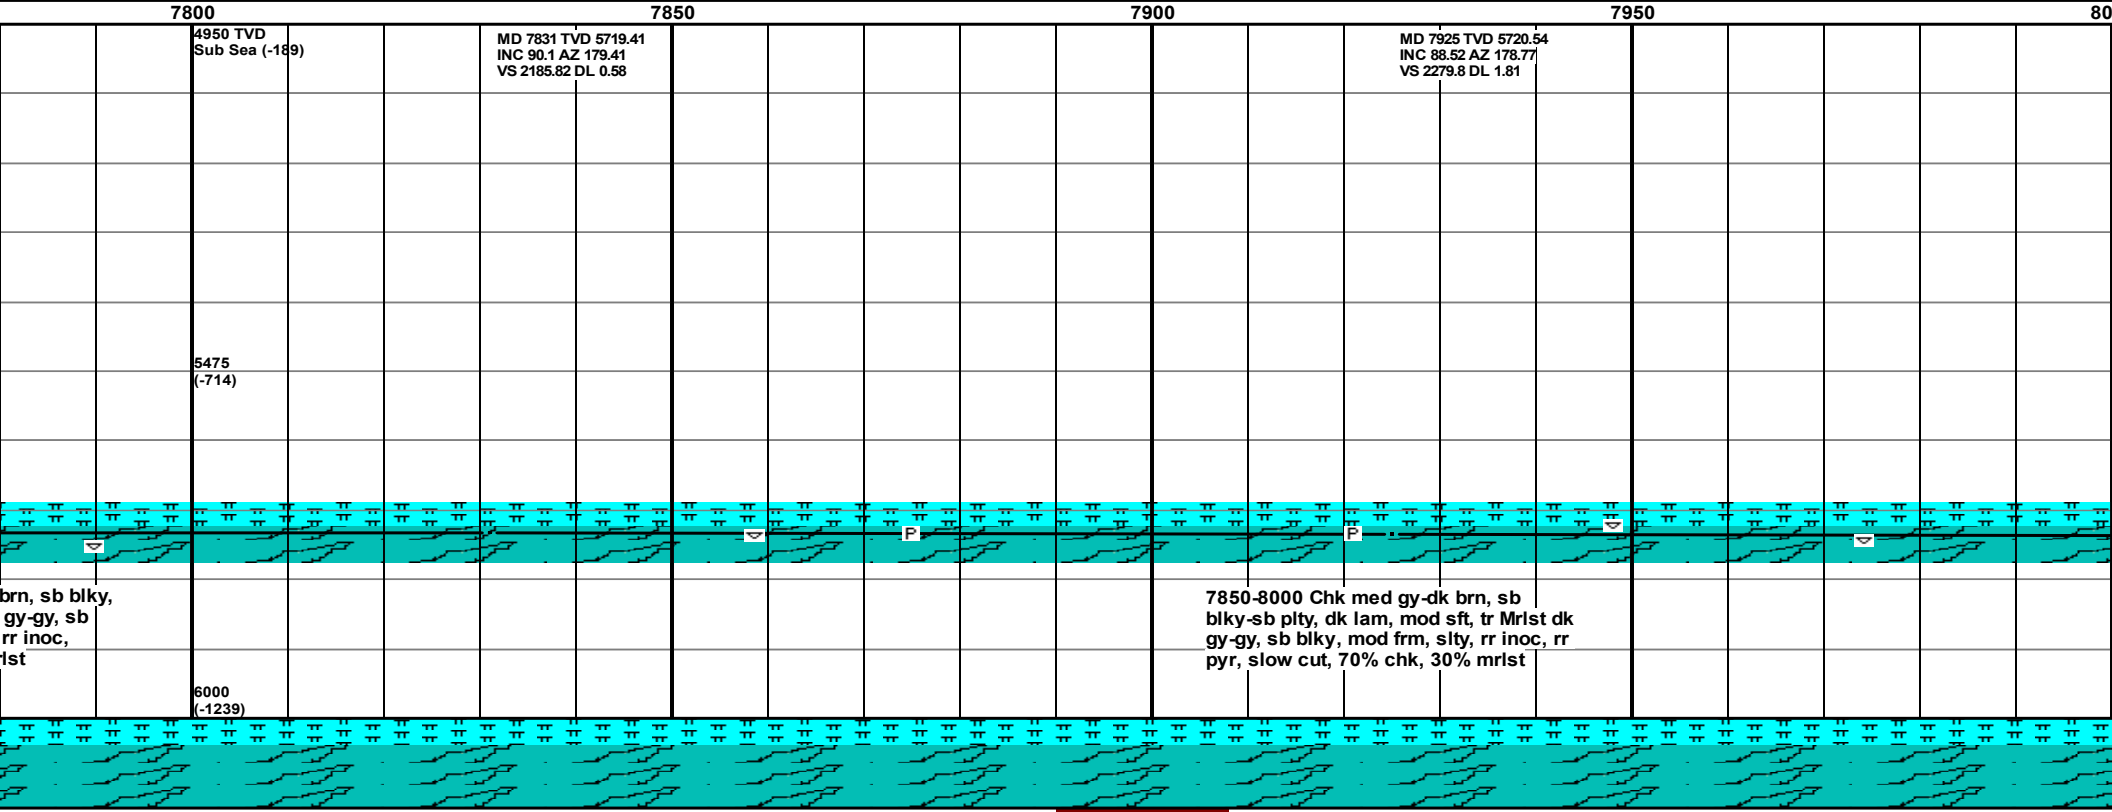 7800 7850 7900 7950 80
4950 TVD
Sub Sea (-189)
MD 7831 TVD 5719.41
INC 90.1 AZ 179.41
VS 2185.82 DL 0.58
MD 7925 TVD 5720.54
INC 88.52 AZ 178.77
VS 2279.8 DL 1.81
5475
(-714)
P
P
brn, sb blky,
gy-gy, sb
rr inoc,
rlst
7850-8000 Chk med gy-dk brn, sb
blky-sb plty, dk lam, mod sft, tr Mrlst dk
gy-gy, sb blky, mod frm, slty, rr inoc, rr
pyr, slow cut, 70% chk, 30% mrlst
6000
(-1239)